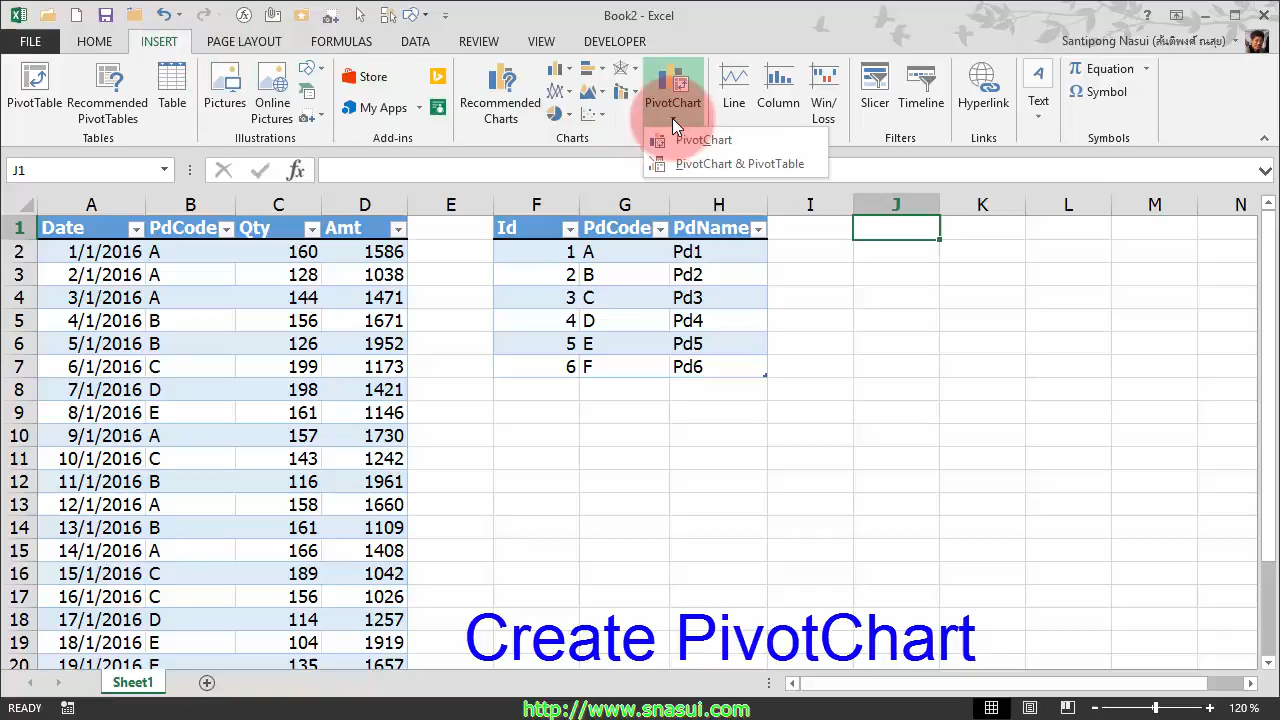 Book2 - Excel
FILE HOME INSERT PAGE LAYOUT FORMULAS DATA REVIEW VIEW DEVELOPER Santipong Nasui (สันติพงศ์ ณสุย)
PivotTable Recommended PivotTables Table Pictures Online Pictures Store My Apps Recommended Charts PivotChart Line Column Win/Loss Slicer Timeline Hyperlink Text Equation Symbol
Tables Illustrations Add-ins Charts Filters Links Symbols
PivotChart
PivotChart & PivotTable
J1 fx
A B C D E F G H I J K L M N
1 Date PdCode Qty Amt Id PdCode PdName
2 1/1/2016 A 160 1586 1 A Pd1
3 2/1/2016 A 128 1038 2 B Pd2
4 3/1/2016 A 144 1471 3 C Pd3
5 4/1/2016 B 156 1671 4 D Pd4
6 5/1/2016 B 126 1952 5 E Pd5
7 6/1/2016 C 199 1173 6 F Pd6
8 7/1/2016 D 198 1421
9 8/1/2016 E 161 1146
10 9/1/2016 A 157 1730
11 10/1/2016 C 143 1242
12 11/1/2016 B 116 1961
13 12/1/2016 A 158 1660
14 13/1/2016 B 161 1109
15 14/1/2016 A 166 1408
16 15/1/2016 C 189 1042
17 16/1/2016 C 156 1026
18 17/1/2016 D 114 1257
19 18/1/2016 E 104 1919
20 19/1/2016 135 1657
Create PivotChart
Sheet1
READY http://www.snasui.com 120 %